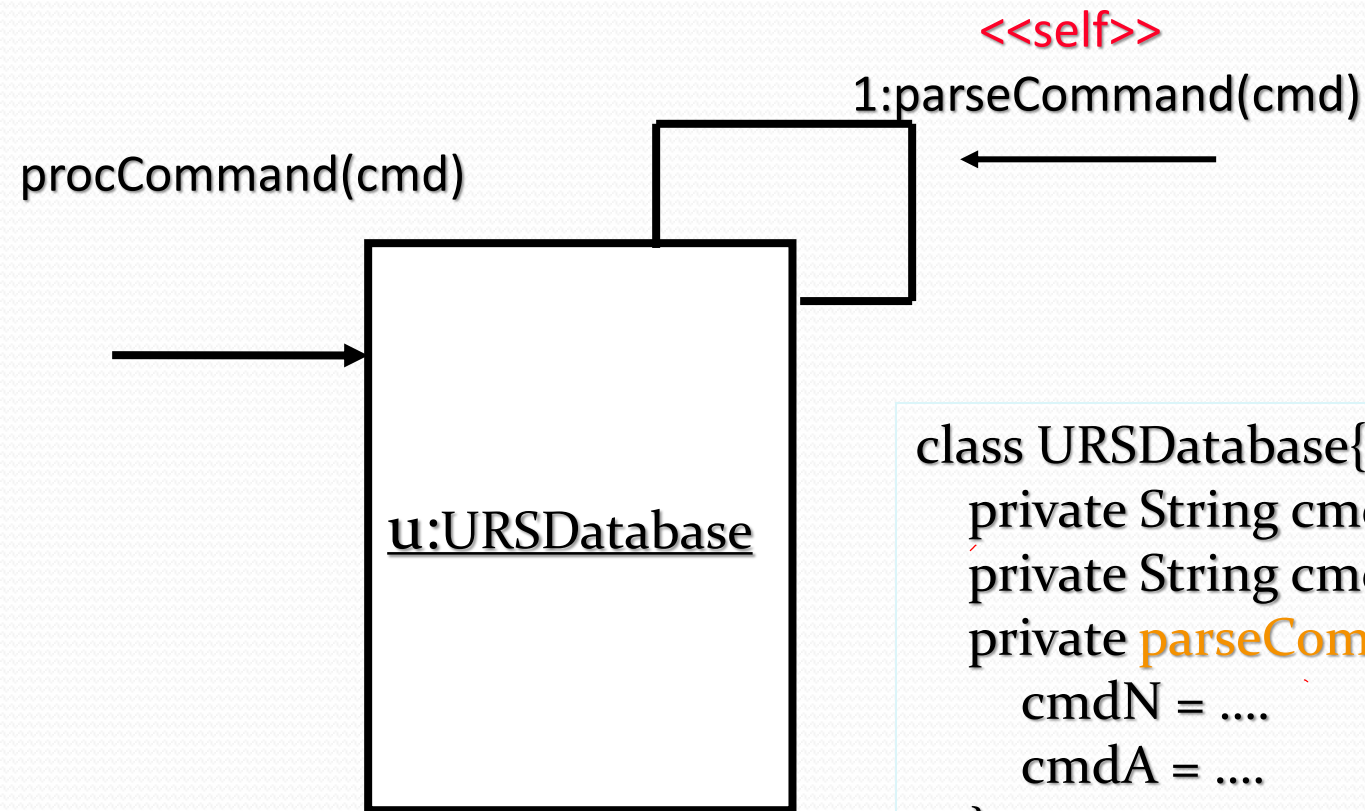 <<self>>
1:parseCommand(cmd)
procCommand(cmd)
u:URSDatabase
class URSDatabase{
private String
private String
private
cmdN = ....
cmdA = ....